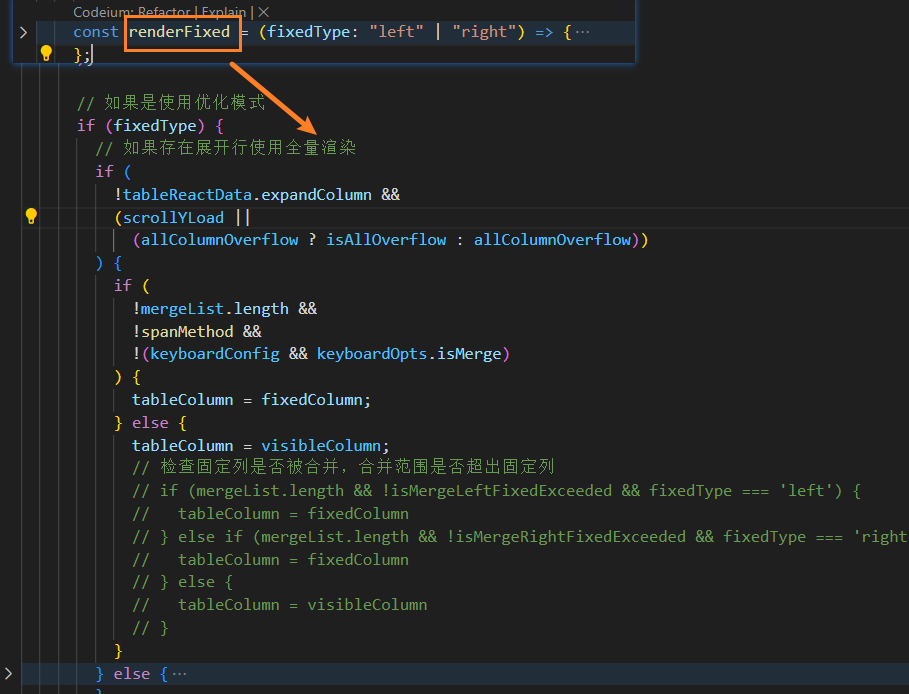 Codeium: Refactor | Explain | ✕
const renderFixed = (fixedType: "left" | "right") => {…
};
// 如果是使用优化模式
if (fixedType) {
// 如果存在展开行使用全量渲染
if (
!tableReactData.expandColumn &&
(scrollYLoad ||
(allColumnOverflow ? isAllOverflow : allColumnOverflow))
) {
if (
!mergeList.length &&
!spanMethod &&
!(keyboardConfig && keyboardOpts.isMerge)
) {
tableColumn = fixedColumn;
} else {
tableColumn = visibleColumn;
// 检查固定列是否被合并，合并范围是否超出固定列
// if (mergeList.length && !isMergeLeftFixedExceeded && fixedType === 'left') {
//   tableColumn = fixedColumn
// } else if (mergeList.length && !isMergeRightFixedExceeded && fixedType === 'right
//   tableColumn = fixedColumn
// } else {
//   tableColumn = visibleColumn
// }
}
} else {…